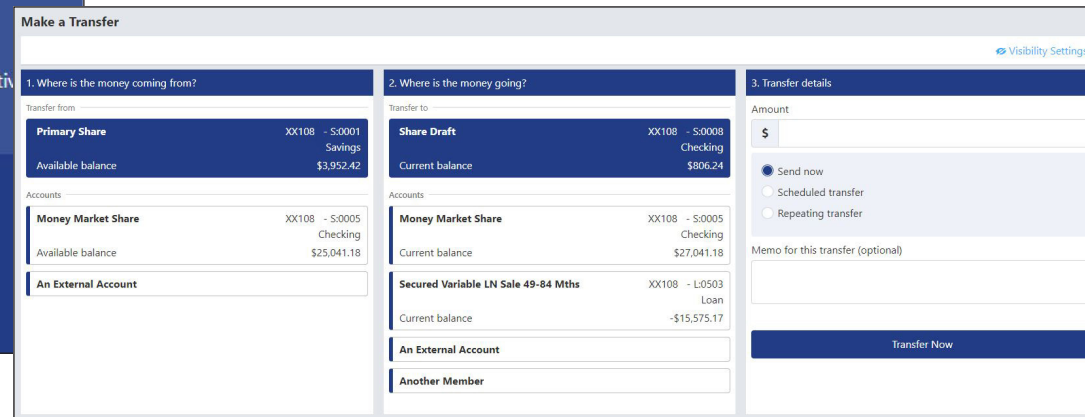 Make a Transfer
Visibility Settings
1. Where is the money coming from?
Transfer from
Primary Share XX108 - S:0001
Savings
Available balance $3,952.42
Accounts
Money Market Share XX108 - S:0005
Checking
Available balance $25,041.18
An External Account
2. Where is the money going?
Transfer to
Share Draft XX108 - S:0008
Checking
Current balance $806.24
Accounts
Money Market Share XX108 - S:0005
Checking
Current balance $27,041.18
Secured Variable LN Sale 49-84 Mths XX108 - L:0503
Loan
Current balance -$15,575.17
An External Account
Another Member
3. Transfer details
Amount
$
Send now
Scheduled transfer
Repeating transfer
Memo for this transfer (optional)
Transfer Now